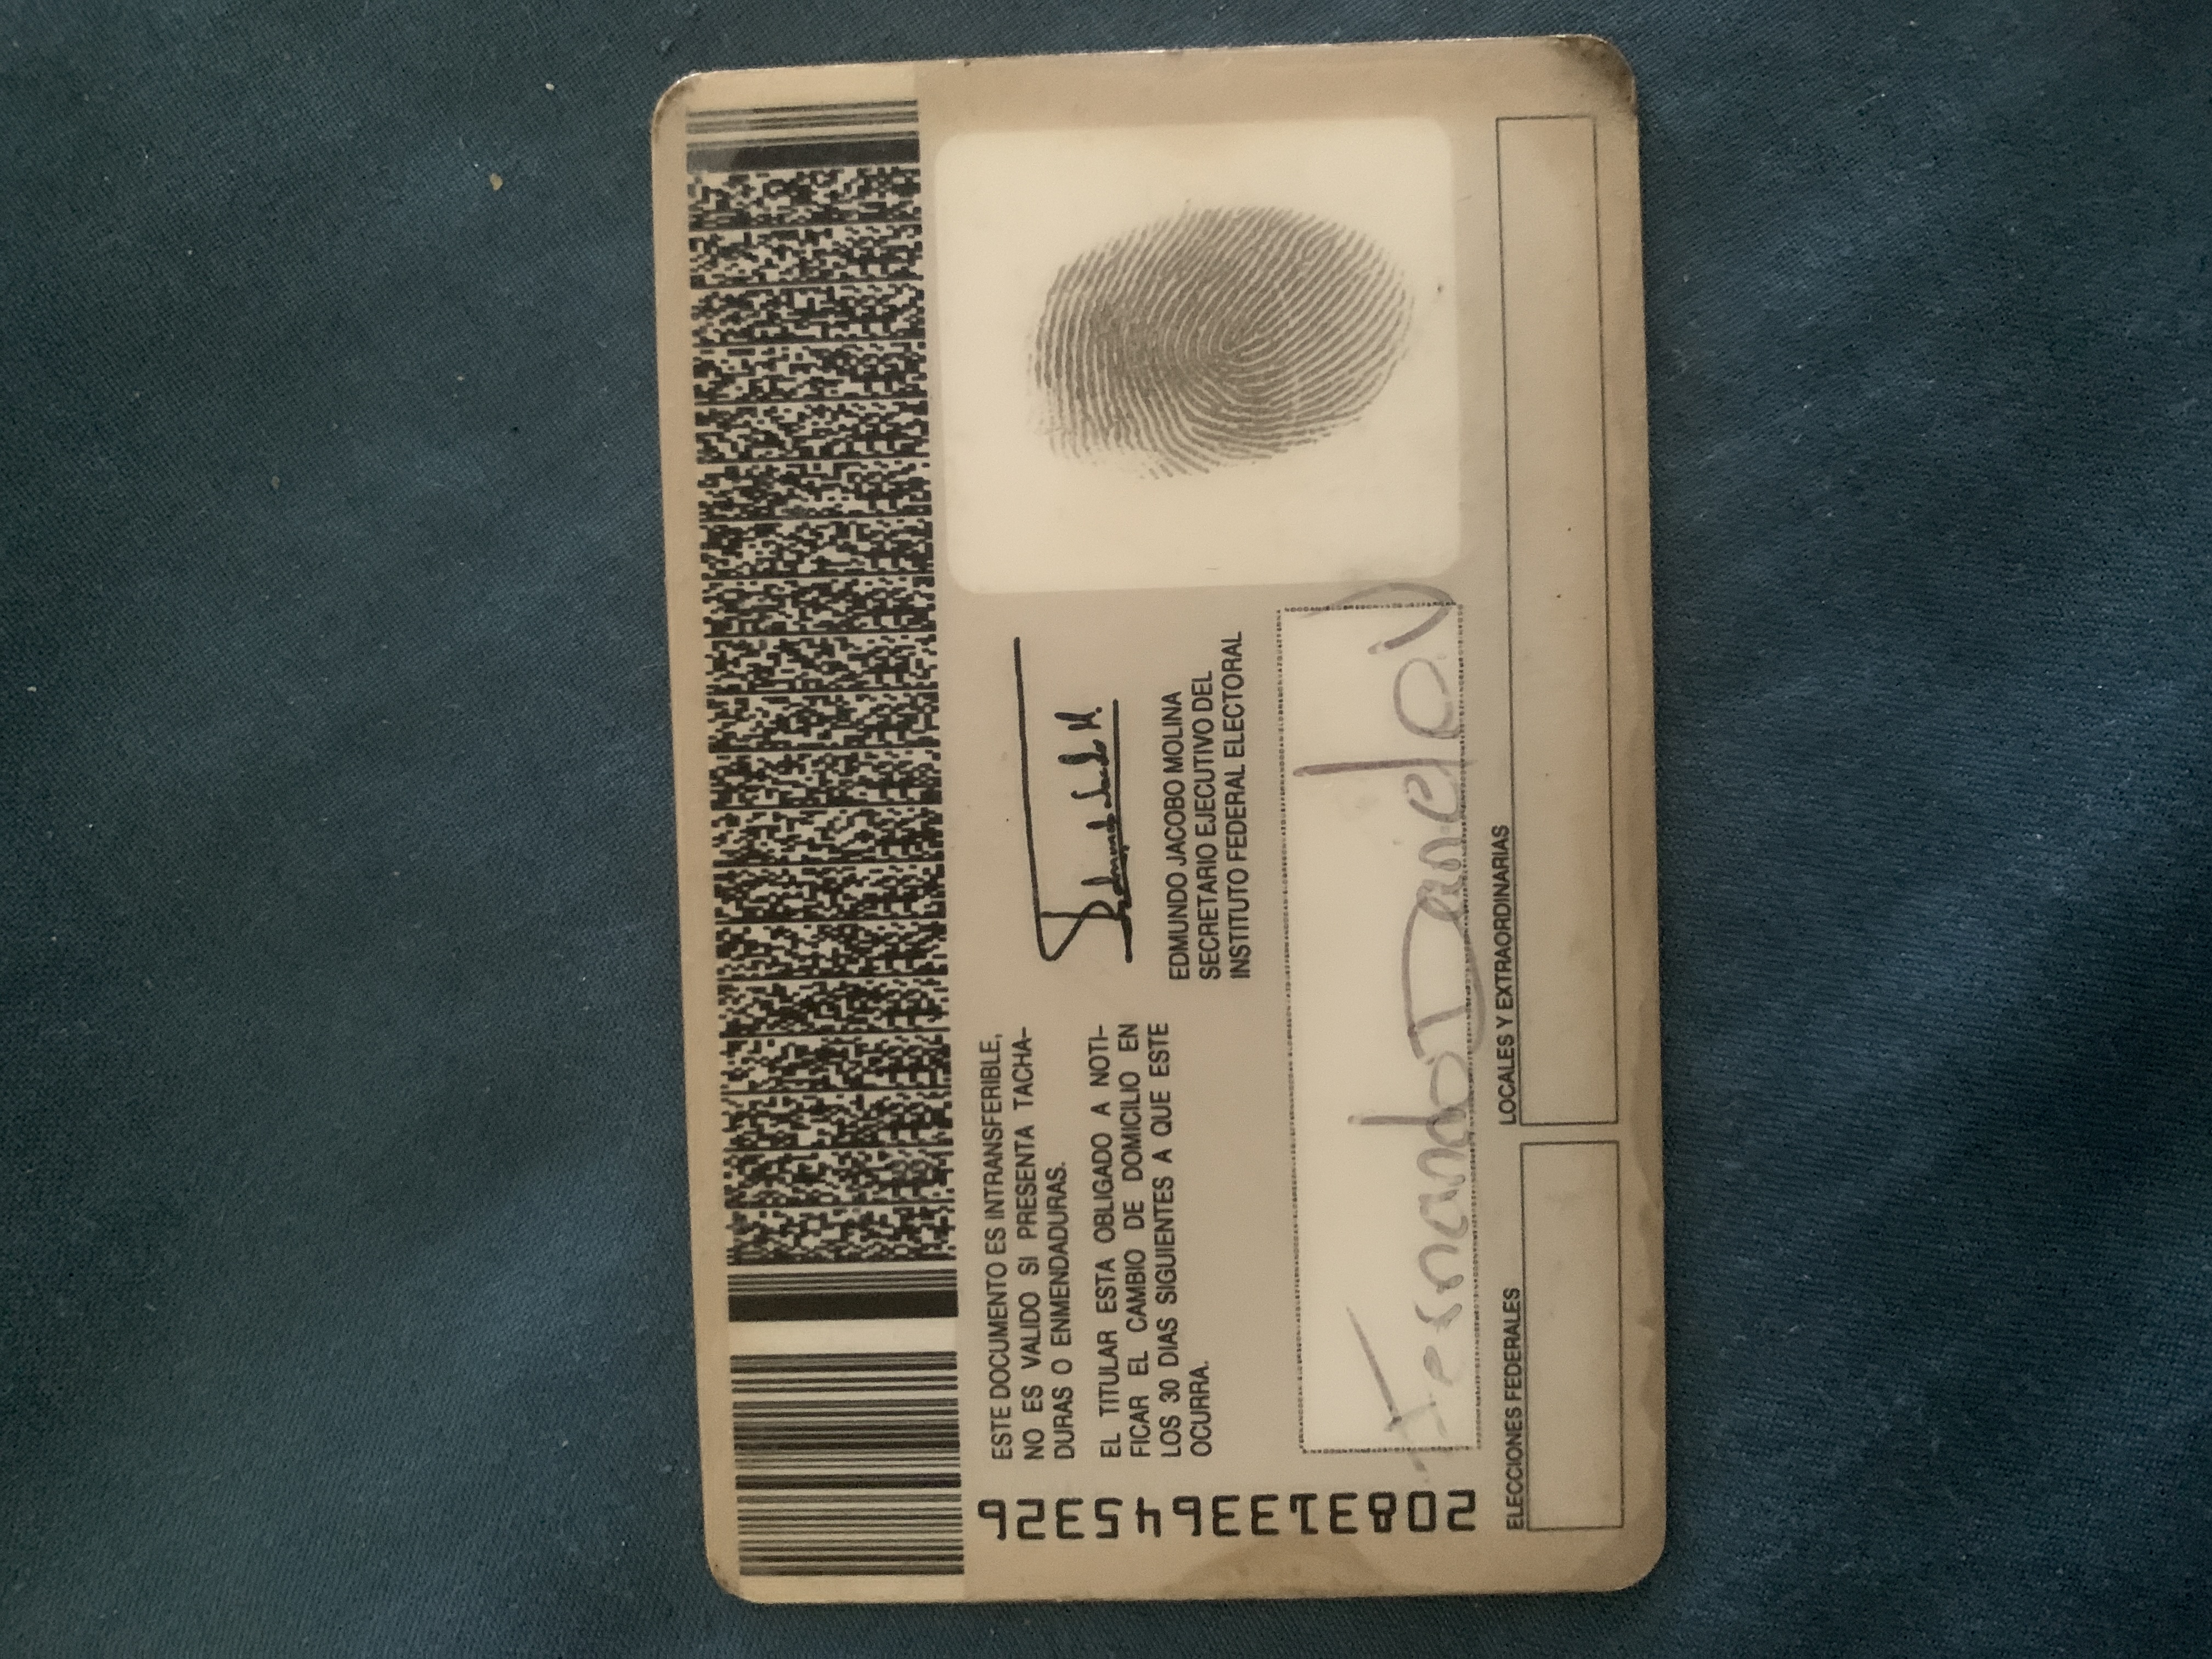 ESTE DOCUMENTO ES INTRANSFERIBLE,
NO ES VALIDO SI PRESENTA TACHA-
DURAS O ENMENDADURAS.
EL TITULAR ESTA OBLIGADO A NOTI-
FICAR EL CAMBIO DE DOMICILIO EN
LOS 30 DIAS SIGUIENTES A QUE ESTE
OCURRA.
EDMUNDO JACOBO MOLINA
SECRETARIO EJECUTIVO DEL
INSTITUTO FEDERAL ELECTORAL
2083133645326
Fernando Daniel O.V
ELECCIONES FEDERALES
LOCALES Y EXTRAORDINARIAS